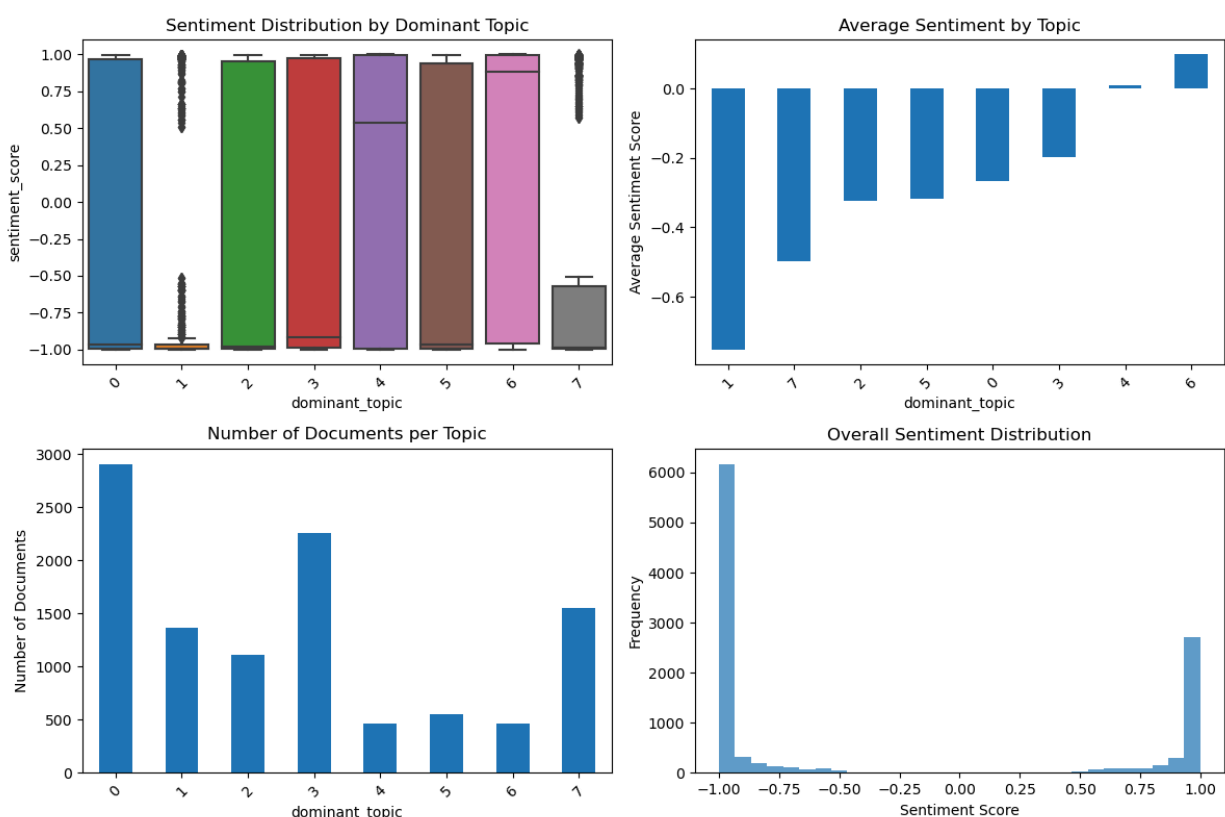 Sentiment Distribution by Dominant Topic
1.00
0.75
0.50
0.25
0.00
−0.25
−0.50
−0.75
−1.00
sentiment_score
0 1 2 3 4 5 6 7
dominant_topic
Average Sentiment by Topic
0.0
−0.2
−0.4
−0.6
Average Sentiment Score
1 7 2 5 0 3 4 6
dominant_topic
Number of Documents per Topic
3000
2500
2000
1500
1000
500
0
Number of Documents
0 1 2 3 4 5 6 7
dominant_topic
Overall Sentiment Distribution
6000
5000
4000
3000
2000
1000
0
Frequency
−1.00 −0.75 −0.50 −0.25 0.00 0.25 0.50 0.75 1.00
Sentiment Score